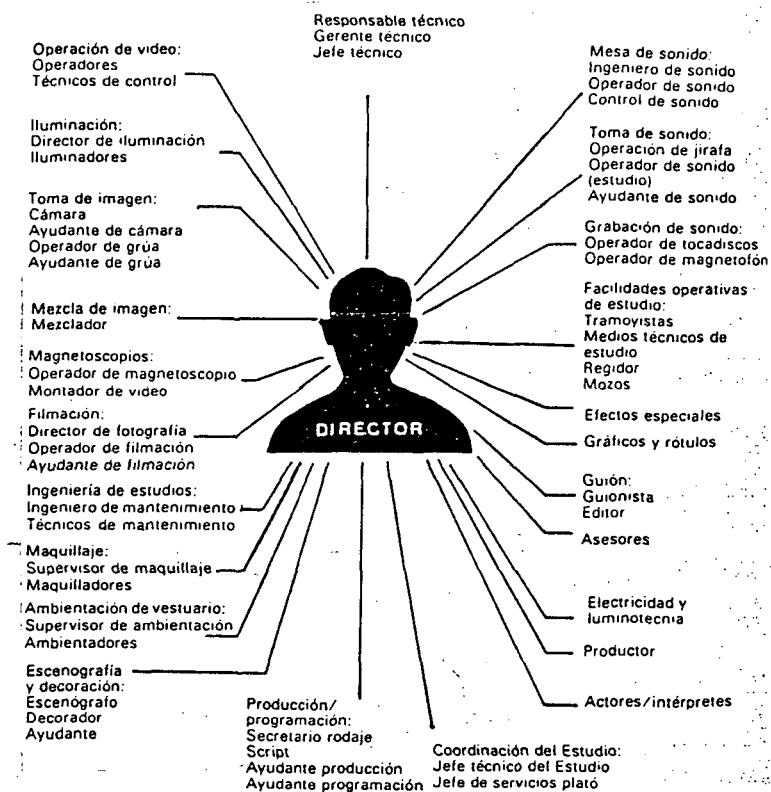 Responsable técnico
Gerente técnico
Jefe técnico
Operación de video:
Operadores
Técnicos de control
Iluminación:
Director de iluminación
Iluminadores
Toma de imagen:
Cámara
Ayudante de cámara
Operador de grúa
Ayudante de grúa
Mezcla de imagen:
Mezclador
Magnetoscopios:
Operador de magnetoscopio
Montador de video
Filmación:
Director de fotografía
Operador de filmación
Ayudante de filmación
Ingeniería de estudios:
Ingeniero de mantenimiento
Técnicos de mantenimiento
Maquillaje:
Supervisor de maquillaje
Maquilladores
Ambientación de vestuario:
Supervisor de ambientación
Ambientadores
Escenografía
y decoración:
Escenógrafo
Decorador
Ayudante
DIRECTOR
Mesa de sonido:
Ingeniero de sonido
Operador de sonido
Control de sonido
Toma de sonido:
Operación de jirafa
Operador de sonido
(estudio)
Ayudante de sonido
Grabación de sonido:
Operador de tocadiscos
Operador de magnetofón
Facilidades operativas
de estudio:
Tramoyistas
Medios técnicos de
estudio
Regidor
Mozos
Efectos especiales
Gráficos y rótulos
Guión:
Guionista
Editor
Asesores
Electricidad y
luminotecnia
Productor
Actores/intérpretes
Producción/
programación:
Secretario rodaje
Script
Ayudante producción
Ayudante programación
Coordinación del Estudio:
Jefe técnico del Estudio
Jefe de servicios plató